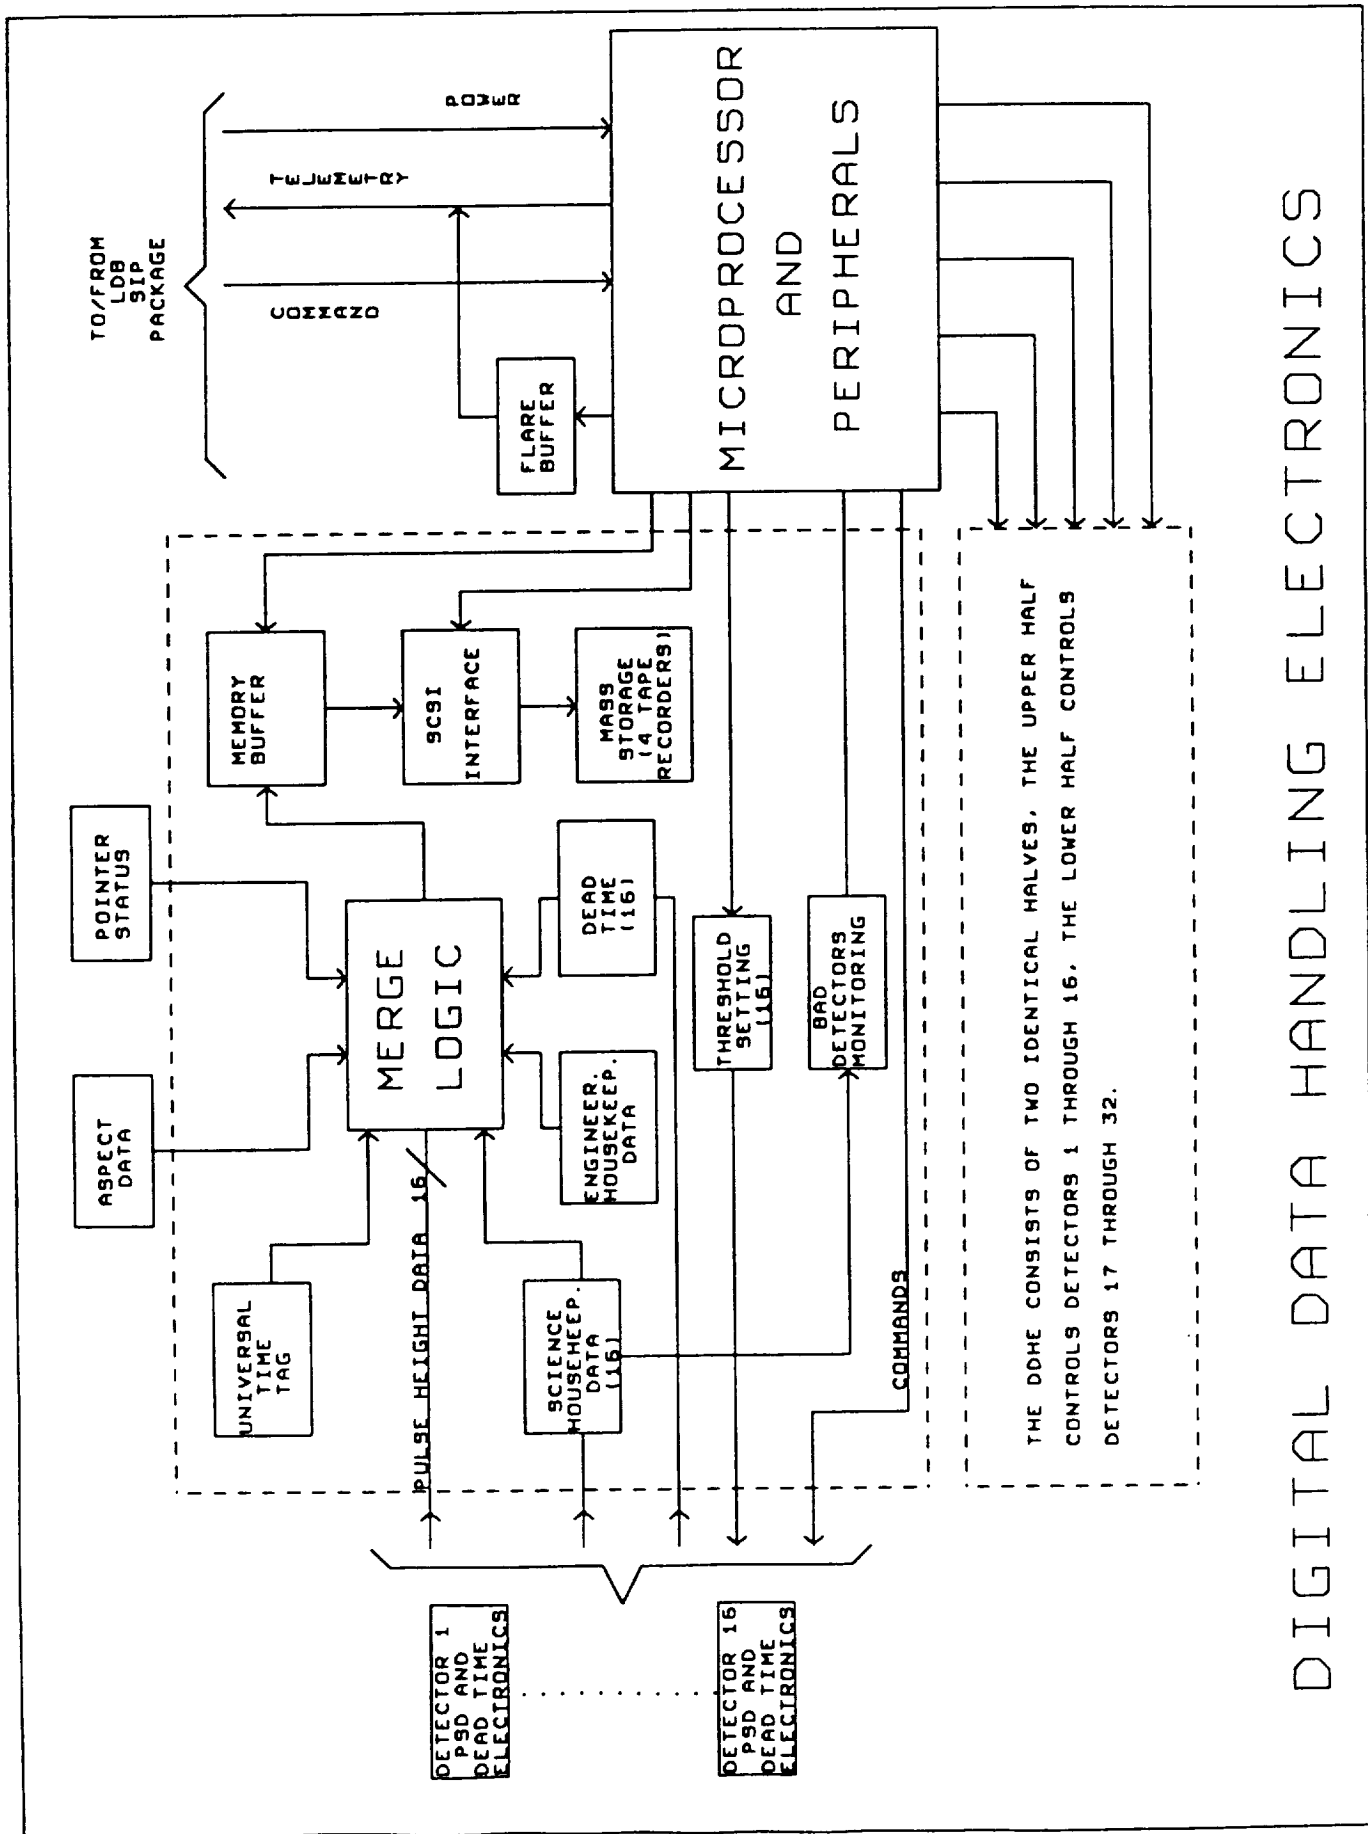 TO/FROM
LDB
SIP
PACKAGE
COMMAND
TELEMETRY
POWER
POINTER
STATUS
ASPECT
DATA
UNIVERSAL
TIME
TAG
MEMORY
BUFFER
FLARE
BUFFER
MERGE
LOGIC
SCSI
INTERFACE
PULSE HEIGHT DATA 16
DETECTOR 1
PSD AND
DEAD TIME
ELECTRONICS
SCIENCE
HOUSEHEEP.
DATA
(16)
ENGINEER.
HOUSEKEEP.
DATA
DEAD
TIME
(16)
MASS
STORAGE
(4 TAPE
RECORDERS)
MICROPROCESSOR
AND
PERIPHERALS
THRESHOLD
SETTING
(16)
DETECTOR 16
PSD AND
DEAD TIME
ELECTRONICS
BAD
DETECTORS
MONITORING
COMMANDS
THE DDHE CONSISTS OF TWO IDENTICAL HALVES, THE UPPER HALF
CONTROLS DETECTORS 1 THROUGH 16, THE LOWER HALF CONTROLS
DETECTORS 17 THROUGH 32.
DIGITAL DATA HANDLING ELECTRONICS